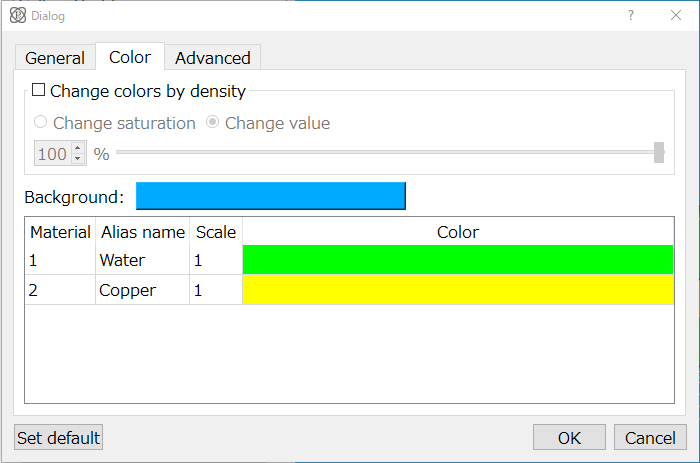 Dialog ?
General Color Advanced
Change colors by density
Change saturation Change value
100 %
Background:
Material Alias name Scale Color
1 Water 1
2 Copper 1
Set default OK Cancel